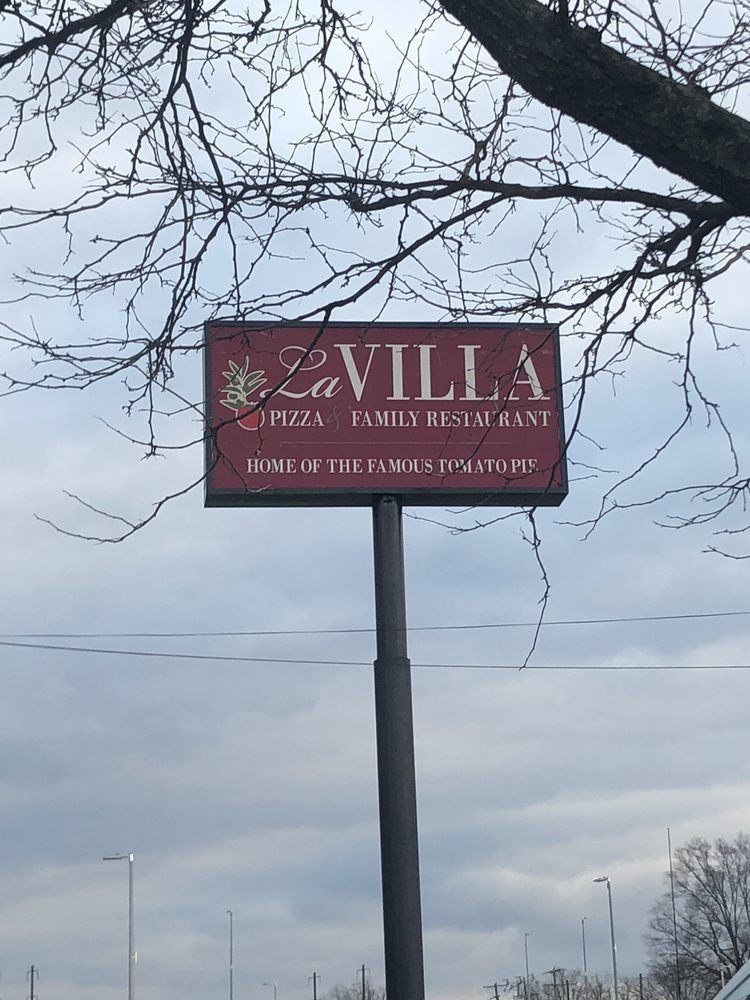 La VILLA
PIZZA & FAMILY RESTAURANT
HOME OF THE FAMOUS TOMATO PIE